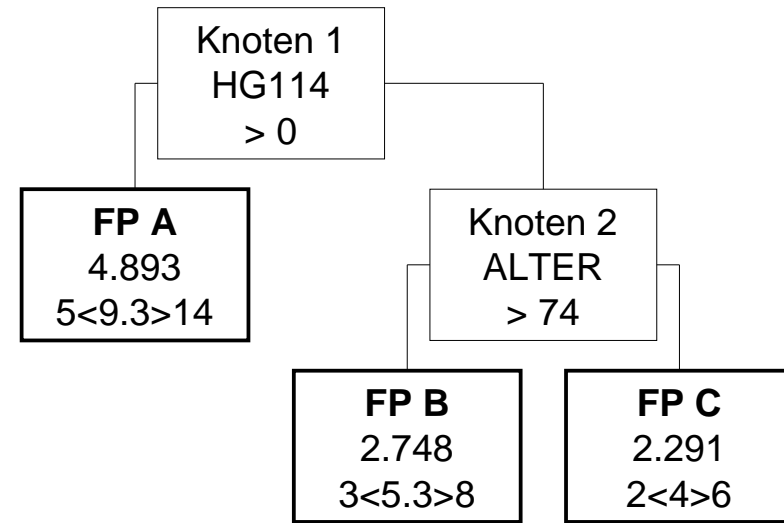 Knoten 1
HG114
> 0
FP A
4.893
5<9.3>14
Knoten 2
ALTER
> 74
FP B
2.748
3<5.3>8
FP C
2.291
2<4>6